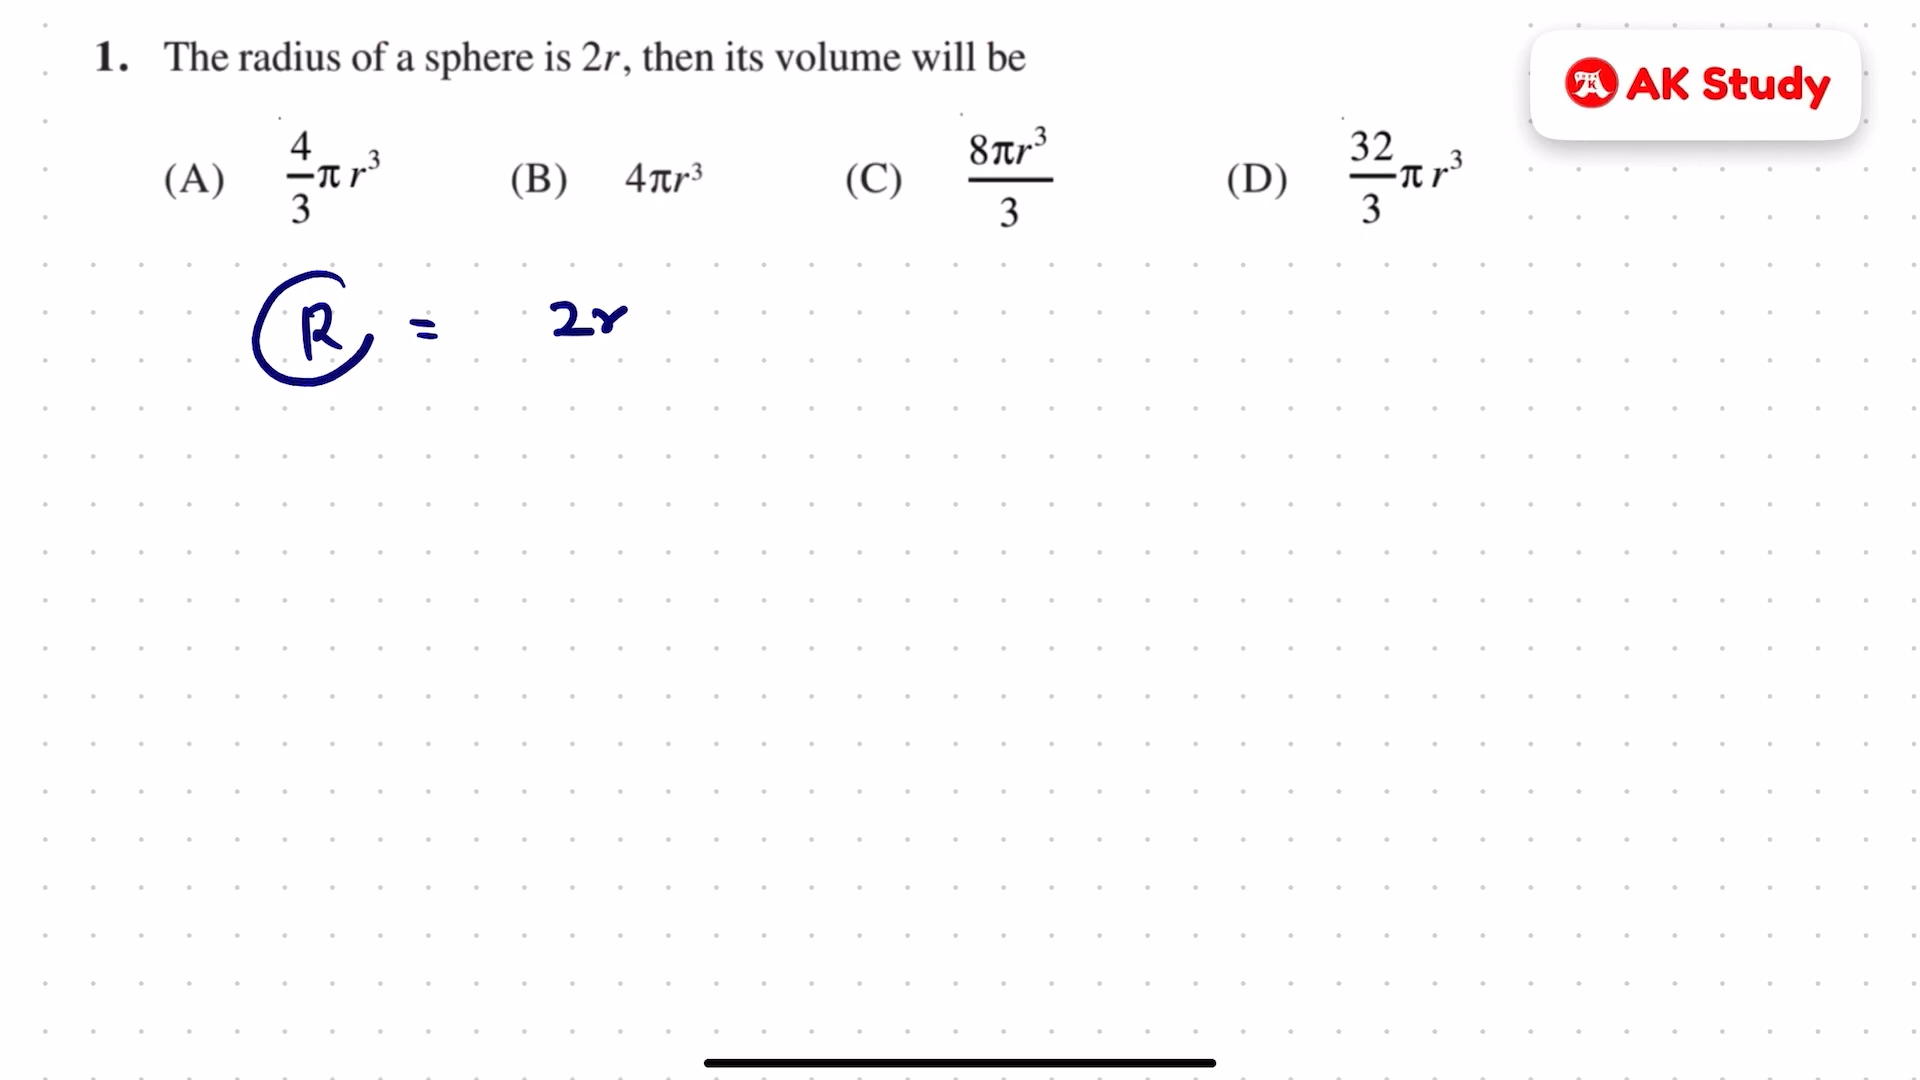 1. The radius of a sphere is 2r, then its volume will be
AK Study
(A) 4/3 π r³ (B) 4πr³ (C) 8πr³/3 (D) 32/3 π r³
R = 2r